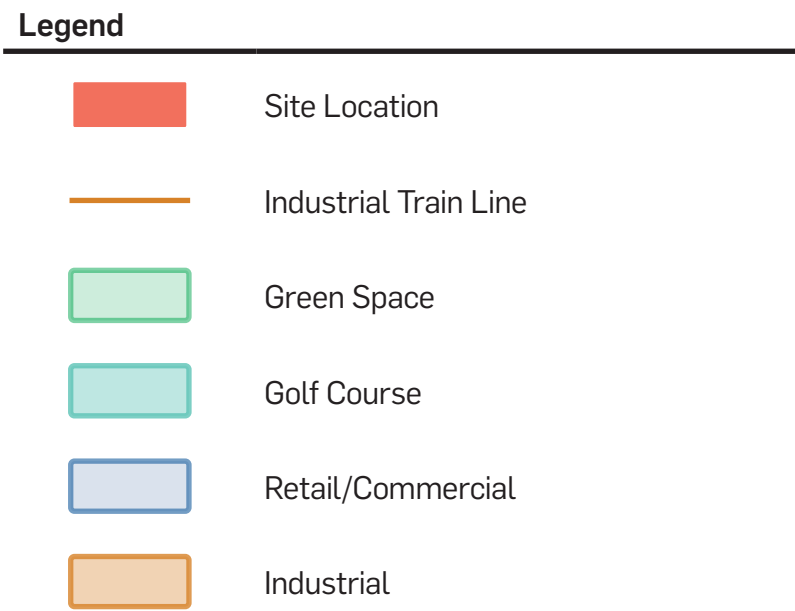 Legend
Site Location
Industrial Train Line
Green Space
Golf Course
Retail/Commercial
Industrial